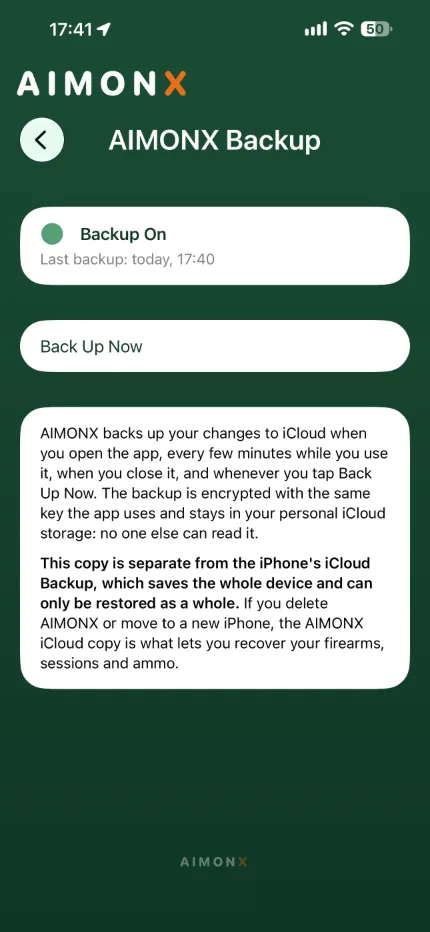 17:41
50
AIMONX
AIMONX Backup
Backup On
Last backup: today, 17:40
Back Up Now
AIMONX backs up your changes to iCloud when
you open the app, every few minutes while you use
it, when you close it, and whenever you tap Back
Up Now. The backup is encrypted with the same
key the app uses and stays in your personal iCloud
storage: no one else can read it.
This copy is separate from the iPhone's iCloud
Backup, which saves the whole device and can
only be restored as a whole. If you delete
AIMONX or move to a new iPhone, the AIMONX
iCloud copy is what lets you recover your firearms,
sessions and ammo.
AIMONX